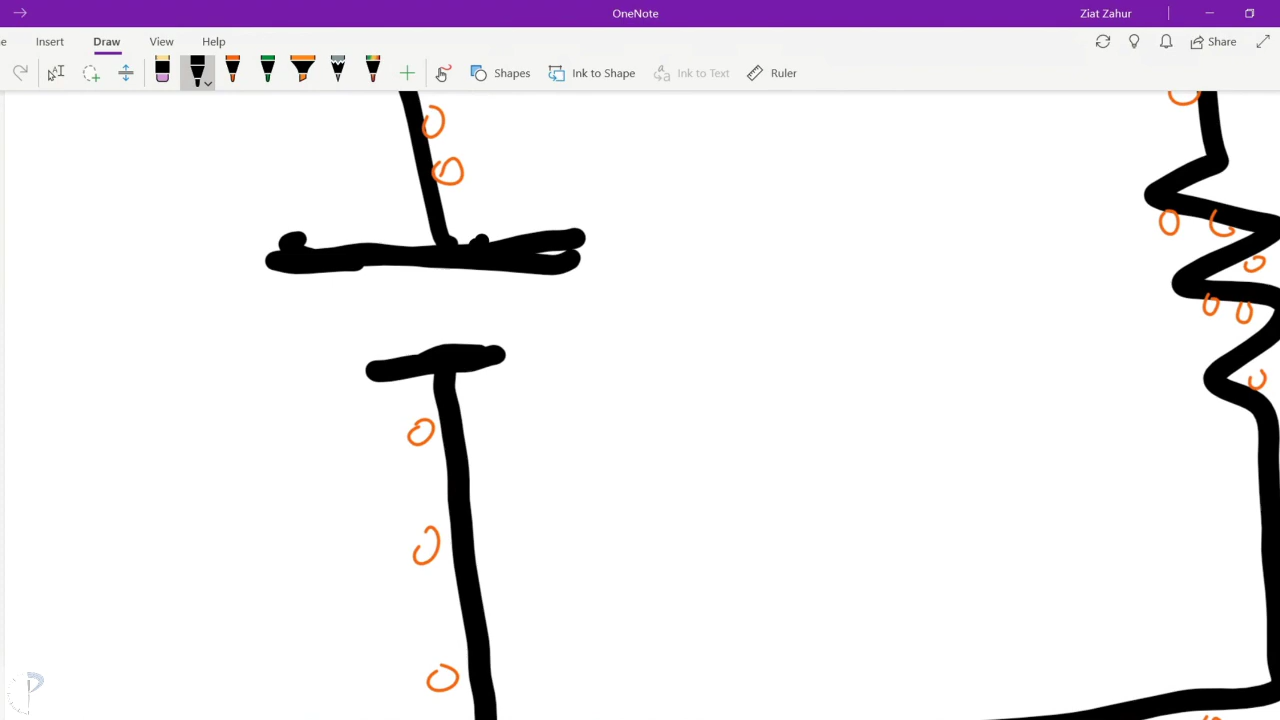 OneNote
Ziat Zahur
Insert Draw View Help
Share
Shapes Ink to Shape Ink to Text Ruler